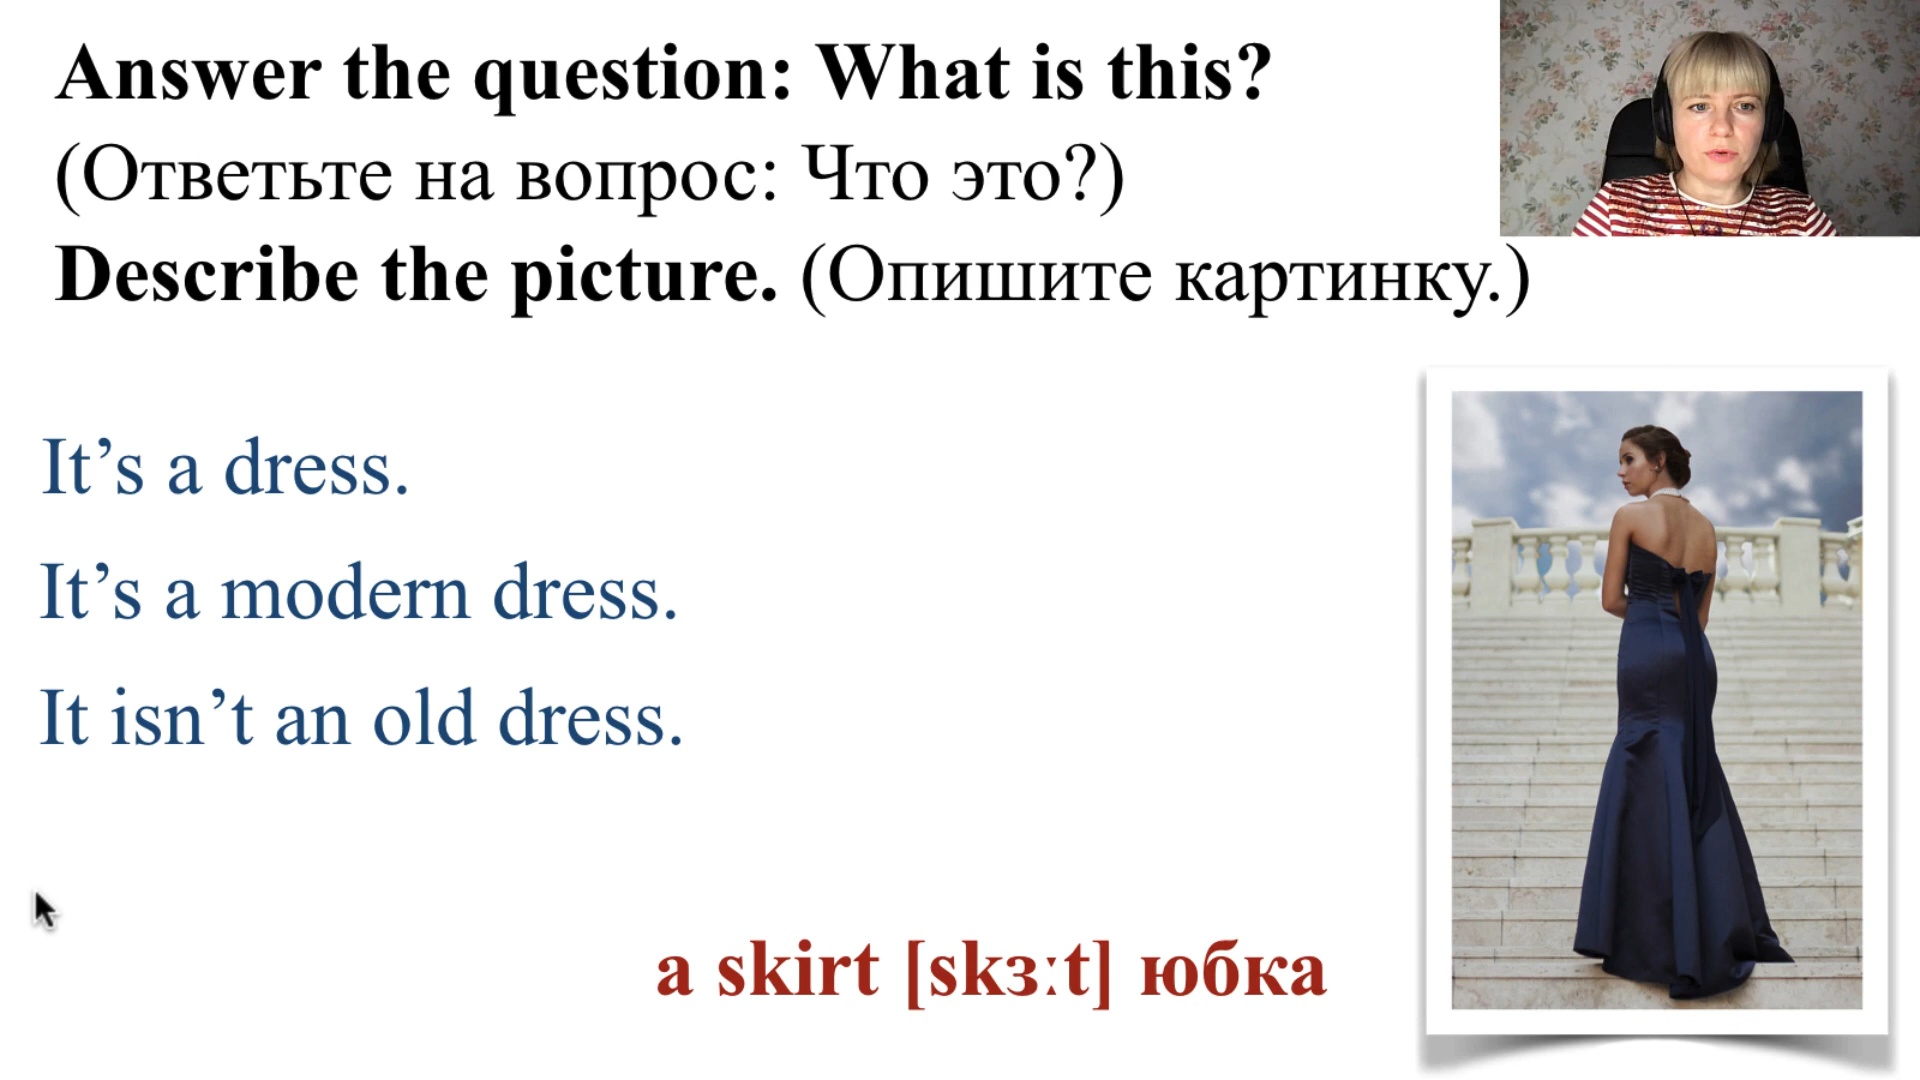 Answer the question: What is this?
(Ответьте на вопрос: Что это?)
Describe the picture. (Опишите картинку.)
It’s a dress.
It’s a modern dress.
It isn’t an old dress.
a skirt [skɜːt] юбка